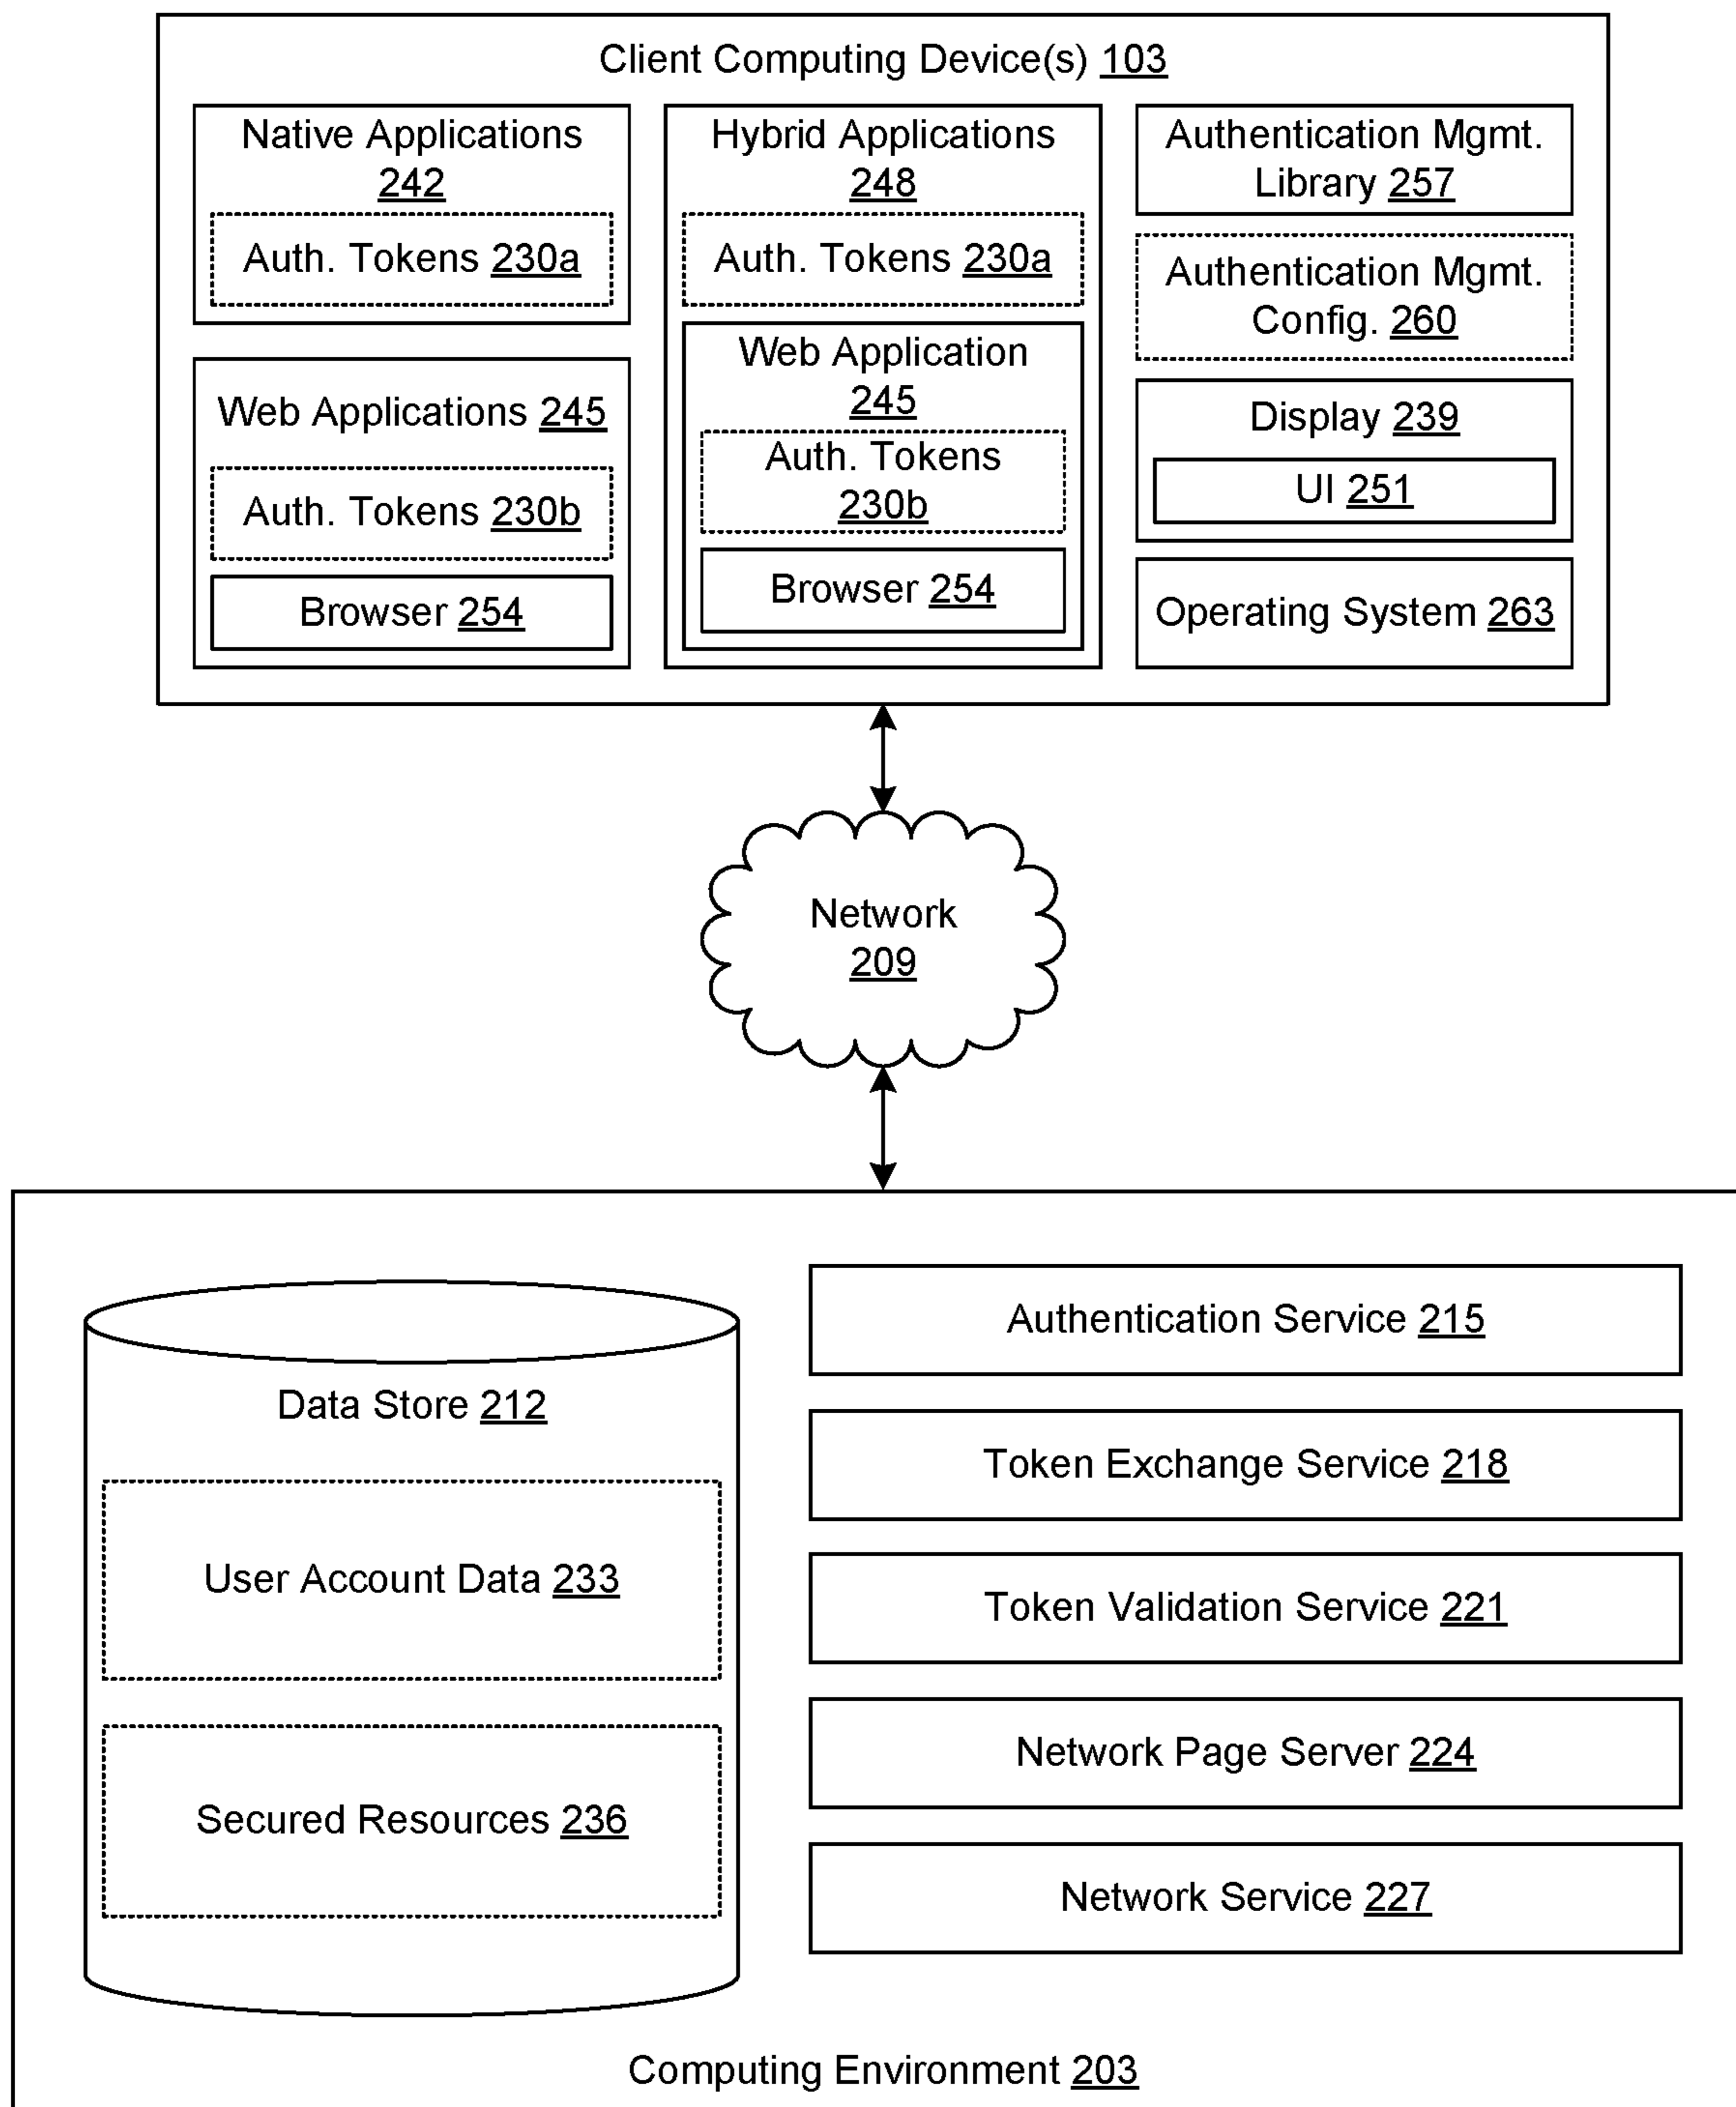 Client Computing Device(s) 103
Native Applications
242
Auth. Tokens 230a
Web Applications 245
Auth. Tokens 230b
Browser 254
Hybrid Applications
248
Auth. Tokens 230a
Web Application
245
Auth. Tokens
230b
Browser 254
Authentication Mgmt.
Library 257
Authentication Mgmt.
Config. 260
Display 239
UI 251
Operating System 263
Network
209
Data Store 212
User Account Data 233
Secured Resources 236
Authentication Service 215
Token Exchange Service 218
Token Validation Service 221
Network Page Server 224
Network Service 227
Computing Environment 203